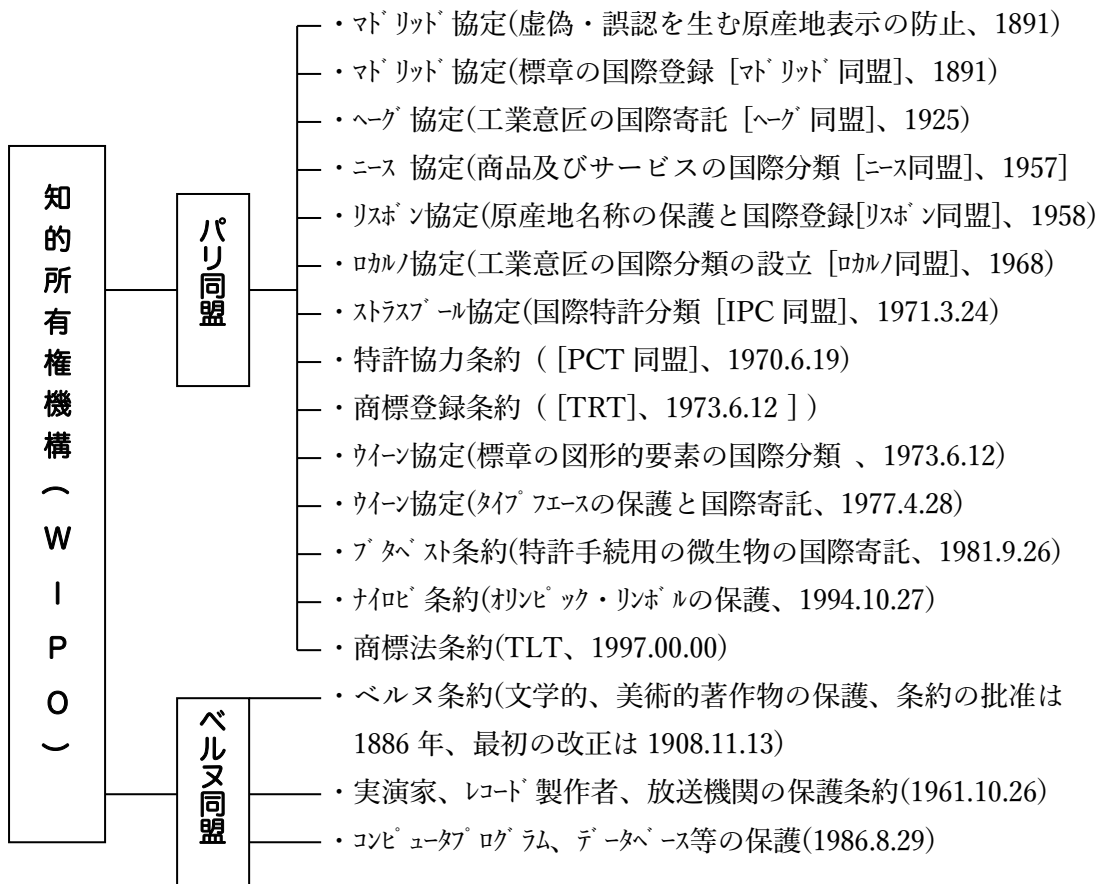 ・ﾏﾄﾞﾘｯﾄﾞ協定(虚偽・誤認を生む原産地表示の防止、1891)
・ﾏﾄﾞﾘｯﾄﾞ協定(標章の国際登録 [ﾏﾄﾞﾘｯﾄﾞ同盟]、1891)
・ﾍｰｸﾞ協定(工業意匠の国際寄託 [ﾍｰｸﾞ同盟]、1925)
・ﾆｰｽ 協定(商品及びサービスの国際分類 [ﾆｰｽ同盟]、1957]
・ﾘｽﾎﾞﾝ協定(原産地名称の保護と国際登録[ﾘｽﾎﾞﾝ同盟]、1958)
・ﾛｶﾙﾉ協定(工業意匠の国際分類の設立 [ﾛｶﾙﾉ同盟]、1968)
・ｽﾄﾗｽﾌﾞｰﾙ協定(国際特許分類 [IPC 同盟]、1971.3.24)
・特許協力条約 ( [PCT 同盟]、1970.6.19)
・商標登録条約 ( [TRT]、1973.6.12 ] )
・ｳｲｰﾝ協定(標章の図形的要素の国際分類 、1973.6.12)
・ｳｲｰﾝ協定(ﾀｲﾌﾟﾌｴｰｽの保護と国際寄託、1977.4.28)
・ﾌﾞﾀﾍﾟｽﾄ条約(特許手続用の微生物の国際寄託、1981.9.26)
・ﾅｲﾛﾋﾞ条約(ｵﾘﾝﾋﾟｯｸ・ﾘﾝﾎﾞﾙの保護、1994.10.27)
・商標法条約(TLT、1997.00.00)
・ベルヌ条約(文学的、美術的著作物の保護、条約の批准は
1886 年、最初の改正は 1908.11.13)
・実演家、ﾚｺｰﾄﾞ製作者、放送機関の保護条約(1961.10.26)
・ｺﾝﾋﾟｭｰﾀﾌﾟﾛｸﾞﾗﾑ、ﾃﾞｰﾀﾍﾞｰｽ等の保護(1986.8.29)
知的所有権機構(WIPO)
パリ同盟
ベルヌ同盟